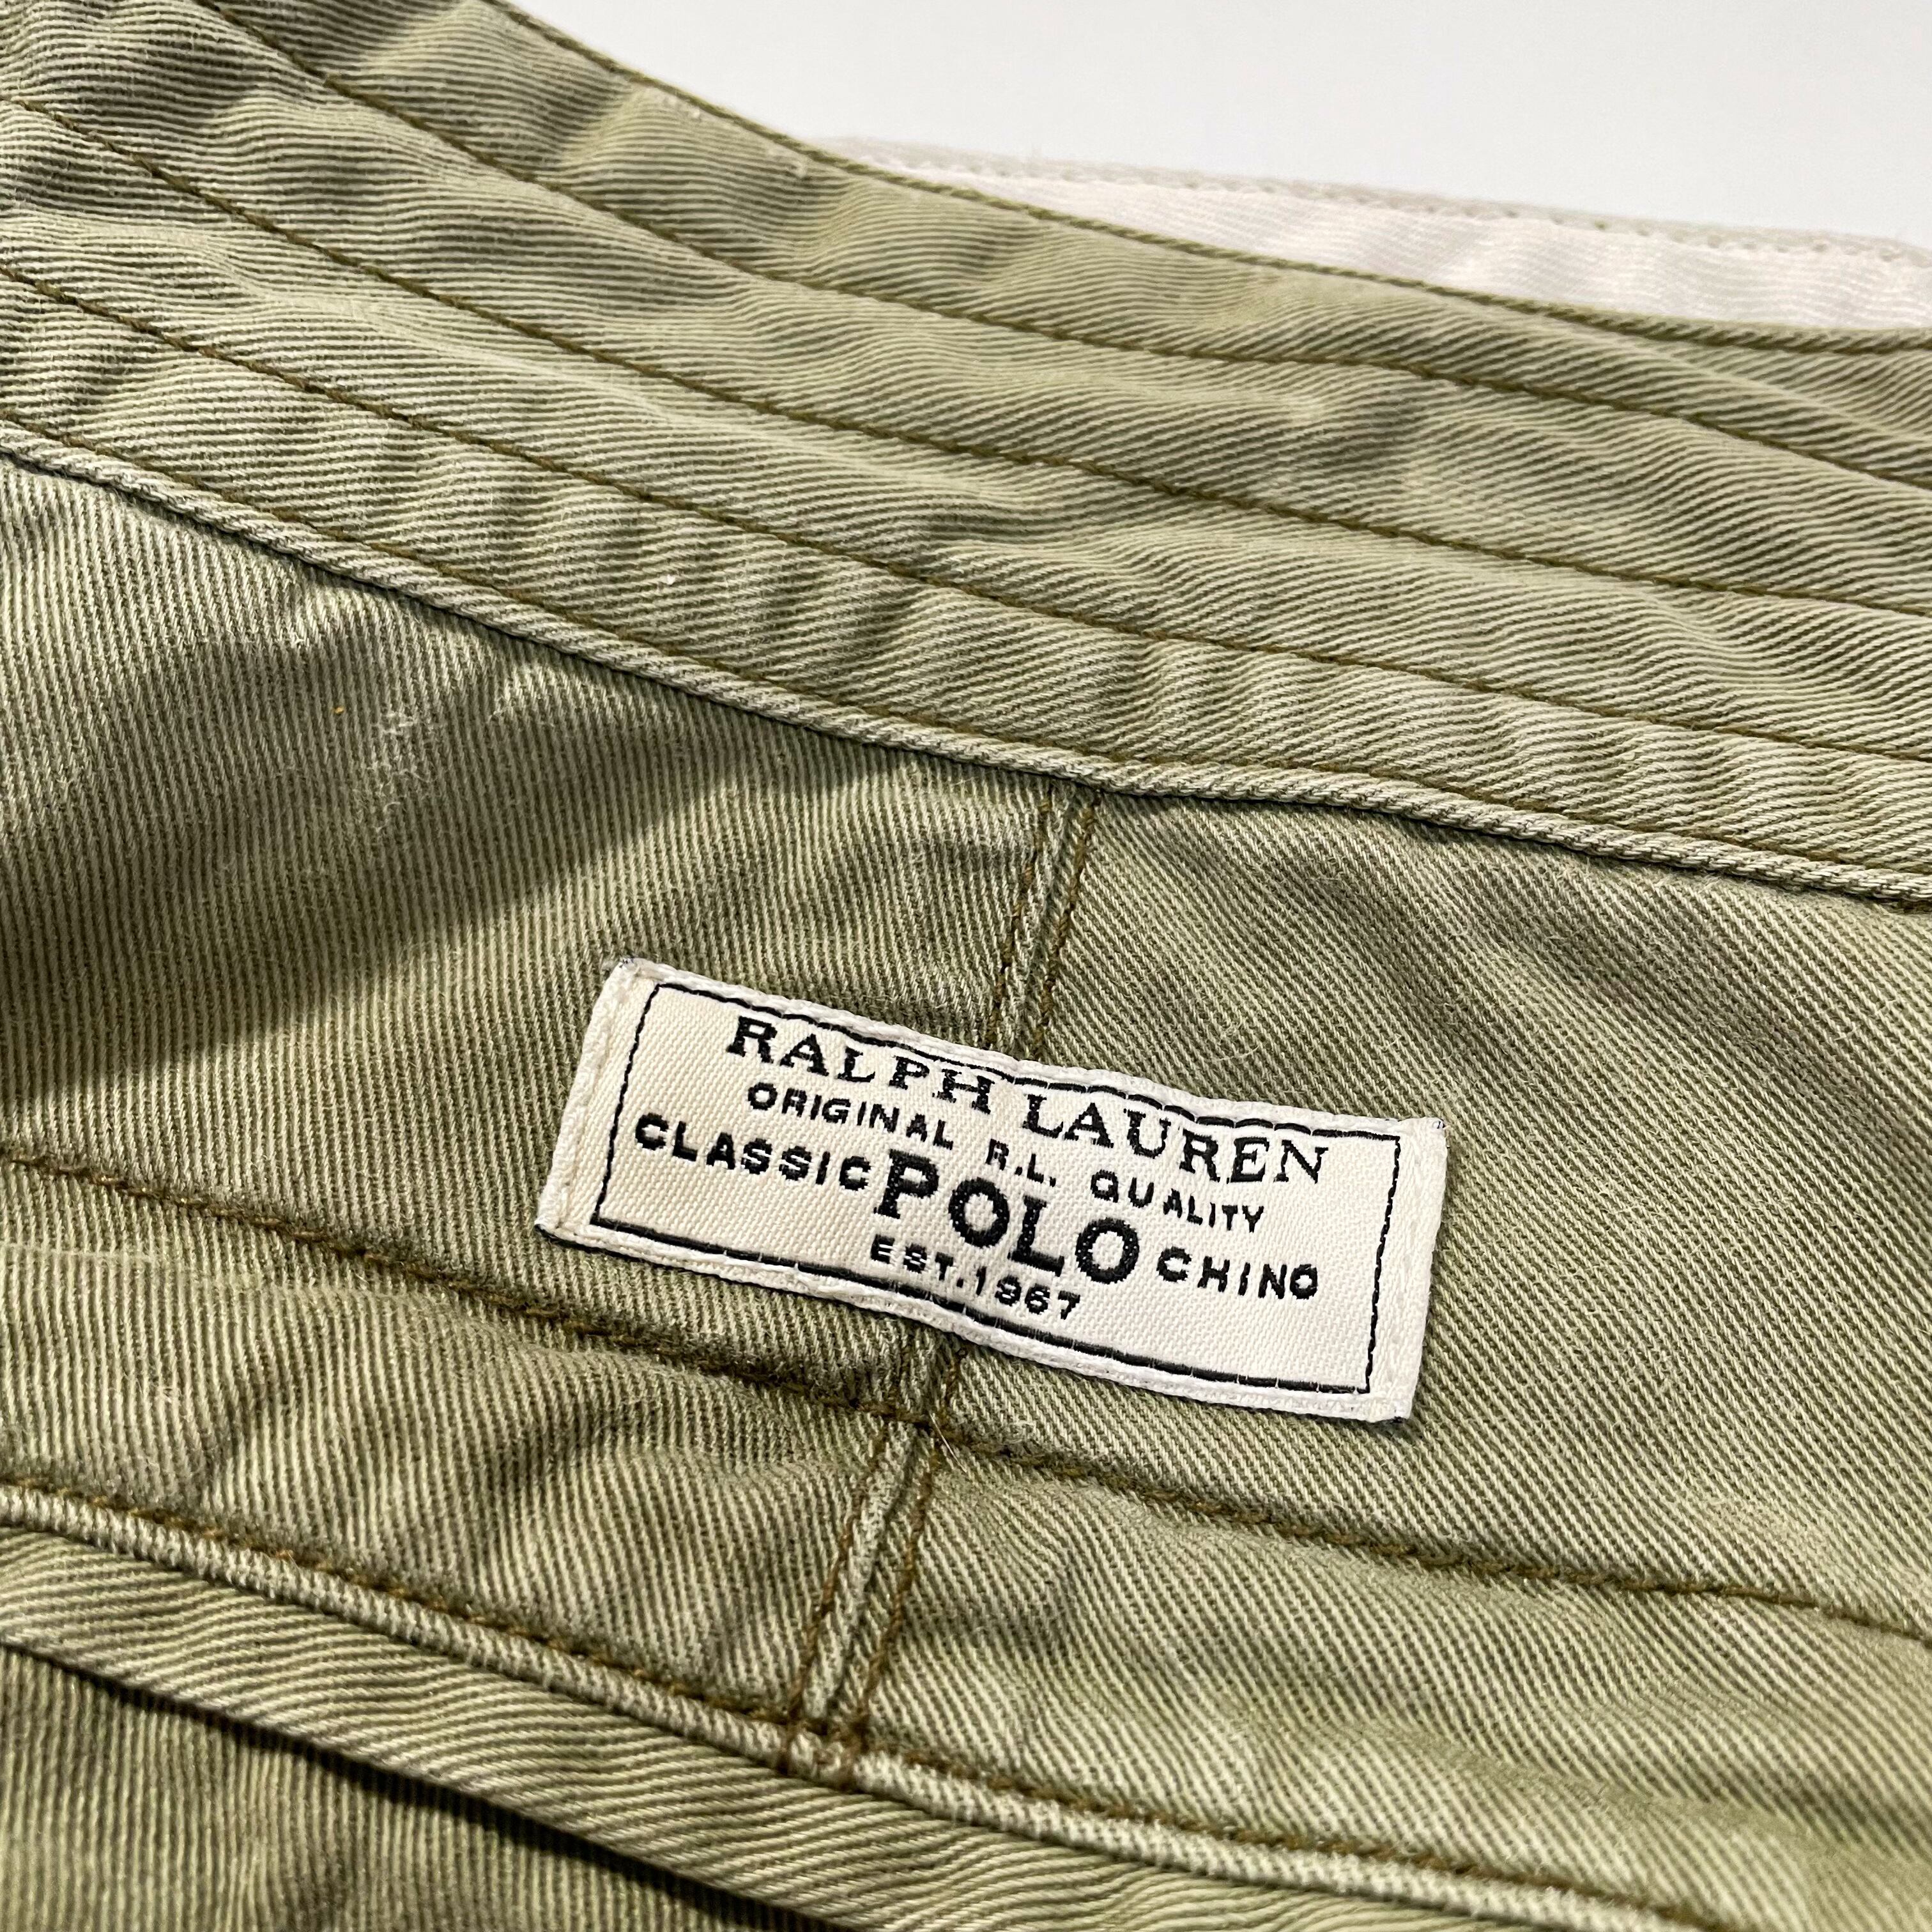 RALPH LAUREN
ORIGINAL R.L. QUALITY
CLASSIC POLO CHINO
EST. 1967